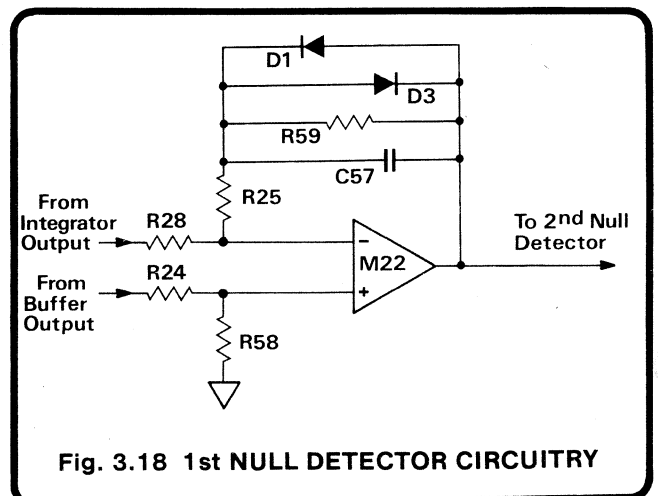 D1
D3
R59
C57
R25
From
Integrator
Output
R28
To 2nd Null
Detector
−
M22
+
From
Buffer
Output
R24
R58
Fig. 3.18 1st NULL DETECTOR CIRCUITRY